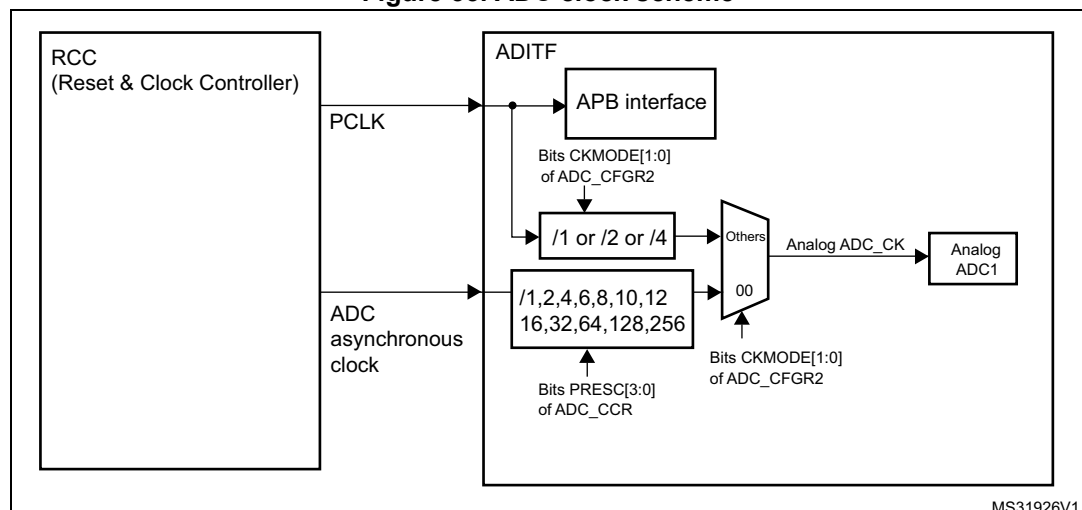 Figure ADC clock scheme
RCC
(Reset & Clock Controller)
PCLK
ADC
asynchronous
clock
ADITF
APB interface
Bits CKMODE[1:0]
of ADC_CFGR2
/1 or /2 or /4
/1,2,4,6,8,10,12
16,32,64,128,256
Bits PRESC[3:0]
of ADC_CCR
Others
00
Bits CKMODE[1:0]
of ADC_CFGR2
Analog ADC_CK
Analog
ADC1
MS31926V1